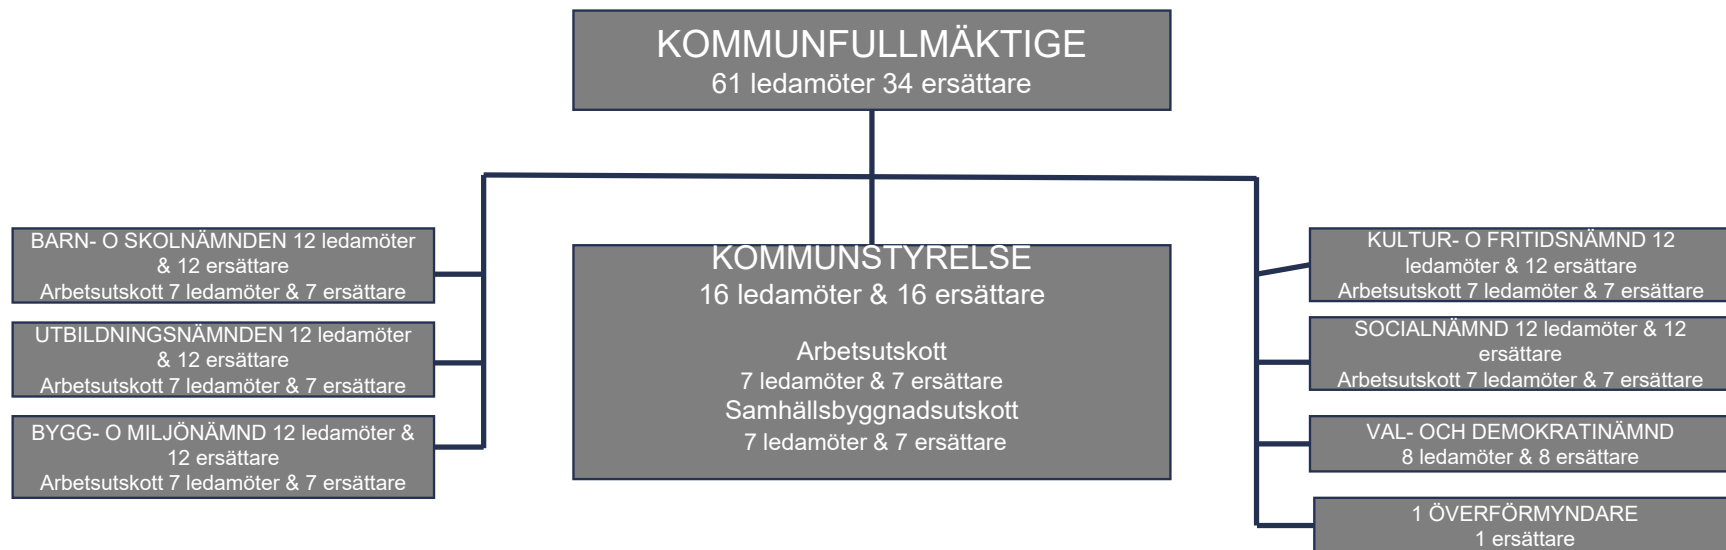 KOMMUNFULLMÄKTIGE
61 ledamöter 34 ersättare
BARN- O SKOLNÄMNDEN 12 ledamöter
& 12 ersättare
Arbetsutskott 7 ledamöter & 7 ersättare
UTBILDNINGSNÄMNDEN 12 ledamöter
& 12 ersättare
Arbetsutskott 7 ledamöter & 7 ersättare
BYGG- O MILJÖNÄMND 12 ledamöter &
12 ersättare
Arbetsutskott 7 ledamöter & 7 ersättare
KOMMUNSTYRELSE
16 ledamöter & 16 ersättare
Arbetsutskott
7 ledamöter & 7 ersättare
Samhällsbyggnadsutskott
7 ledamöter & 7 ersättare
KULTUR- O FRITIDSNÄMND 12
ledamöter & 12 ersättare
Arbetsutskott 7 ledamöter & 7 ersättare
SOCIALNÄMND 12 ledamöter & 12
ersättare
Arbetsutskott 7 ledamöter & 7 ersättare
VAL- OCH DEMOKRATINÄMND
8 ledamöter & 8 ersättare
1 ÖVERFÖRMYNDARE
1 ersättare